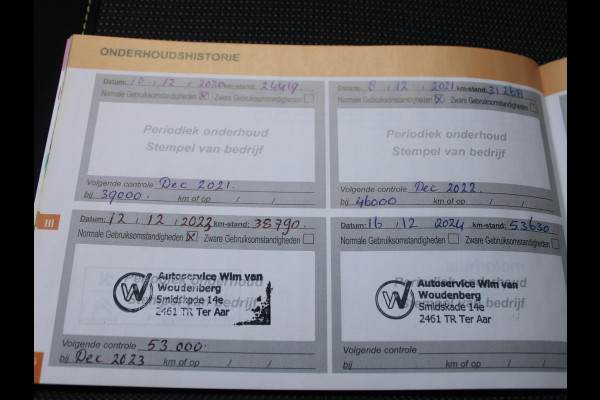 ONDERHOUDSHISTORIE
Datum: 16 , 12 , 2020 km-stand: 24419.
Normale Gebruiksomstandigheden ☒ Zware Gebruiksomstandigheden ☐
Periodiek onderhoud
Stempel van bedrijf
Volgende controle Dec 2021.
bij 39000. km of op / /
Datum: 8 , 12 , 2021 km-stand: 31268
Normale Gebruiksomstandigheden ☒ Zware Gebruiksomstandigheden ☐
Periodiek onderhoud
Stempel van bedrijf
Volgende controle Dec 2022.
bij 46000 km of op / /
III
Datum: 12 , 12 , 2022 km-stand: 38790.
Normale Gebruiksomstandigheden ☒ Zware Gebruiksomstandigheden ☐
Autoservice Wim van
Woudenberg
Smidskade 14e
2461 TR Ter Aar
Volgende controle 53.000.
bij Dec 2023 km of op / /
Datum: 16 , 12 , 2024 km-stand: 53630
Normale Gebruiksomstandigheden ☐ Zware Gebruiksomstandigheden ☐
Autoservice Wim van
Woudenberg
Smidskade 14e
2461 TR Ter Aar
Volgende controle
bij km of op / /